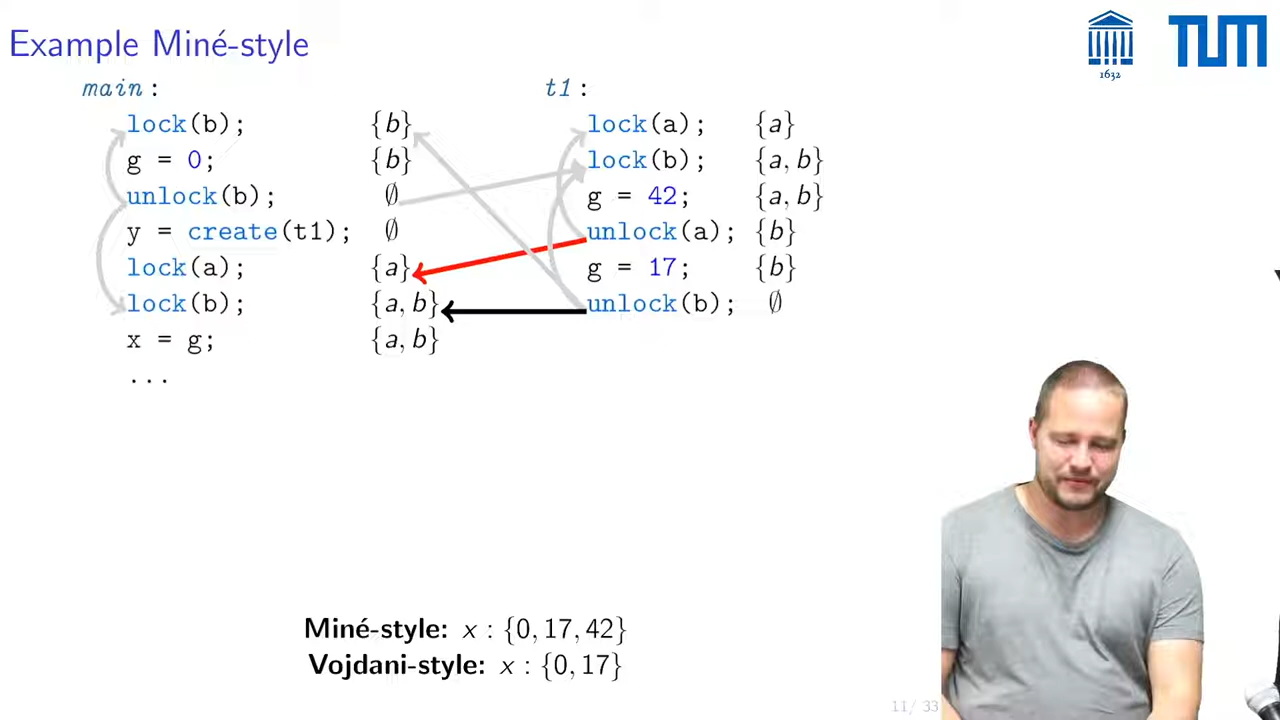 Example Miné-style
1632
TUM
main:
lock(b); {b}
g = 0; {b}
unlock(b); ∅
y = create(t1); ∅
lock(a); {a}
lock(b); {a, b}
x = g; {a, b}
...
t1:
lock(a); {a}
lock(b); {a, b}
g = 42; {a, b}
unlock(a); {b}
g = 17; {b}
unlock(b); ∅
Miné-style: x : {0, 17, 42}
Vojdani-style: x : {0, 17}
11/ 33